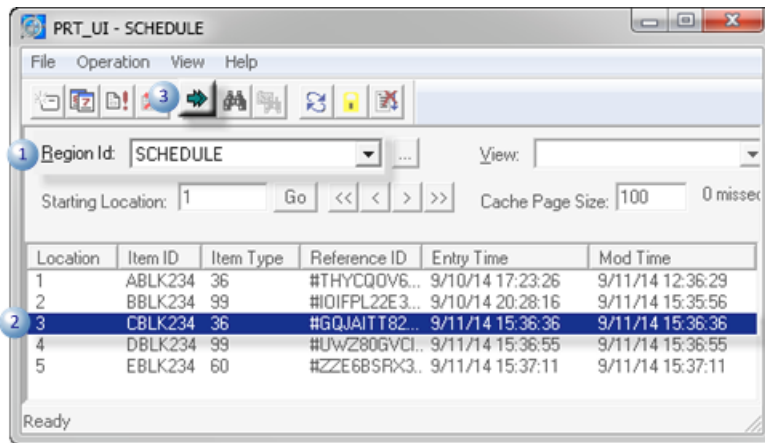 PRT_UI - SCHEDULE
File Operation View Help
3
1 Region Id: SCHEDULE ... View:
Starting Location: 1 Go << < > >> Cache Page Size: 100 0 missed
Location Item ID Item Type Reference ID Entry Time Mod Time
1 ABLK234 36 #THYCQOV6... 9/10/14 17:23:26 9/11/14 12:36:29
2 BBLK234 99 #IOIFPL22E3... 9/10/14 20:28:16 9/11/14 15:35:56
2 3 CBLK234 36 #GQJAITT82... 9/11/14 15:36:36 9/11/14 15:36:36
4 DBLK234 99 #UWZ80GVCI... 9/11/14 15:36:55 9/11/14 15:36:55
5 EBLK234 60 #ZZE6BSRX3... 9/11/14 15:37:11 9/11/14 15:37:11
Ready